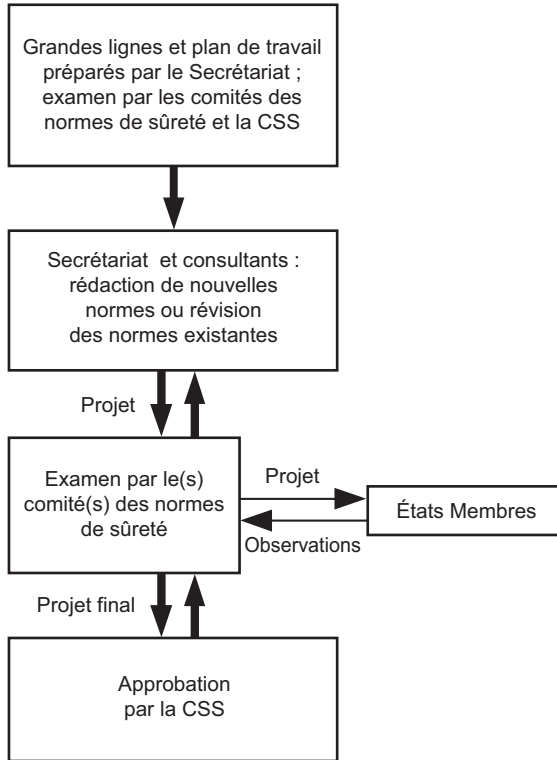 Grandes lignes et plan de travail
préparés par le Secrétariat ;
examen par les comités des
normes de sûreté et la CSS
Secrétariat et consultants :
rédaction de nouvelles
normes ou révision
des normes existantes
Projet
Examen par le(s)
comité(s) des normes
de sûreté
Projet
États Membres
Observations
Projet final
Approbation
par la CSS